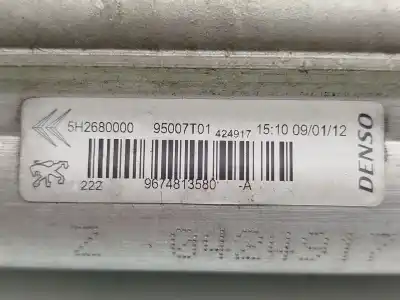 5H2680000 95007T01 424917 15:10 09/01/12
222 9674813580 -A
DENSO